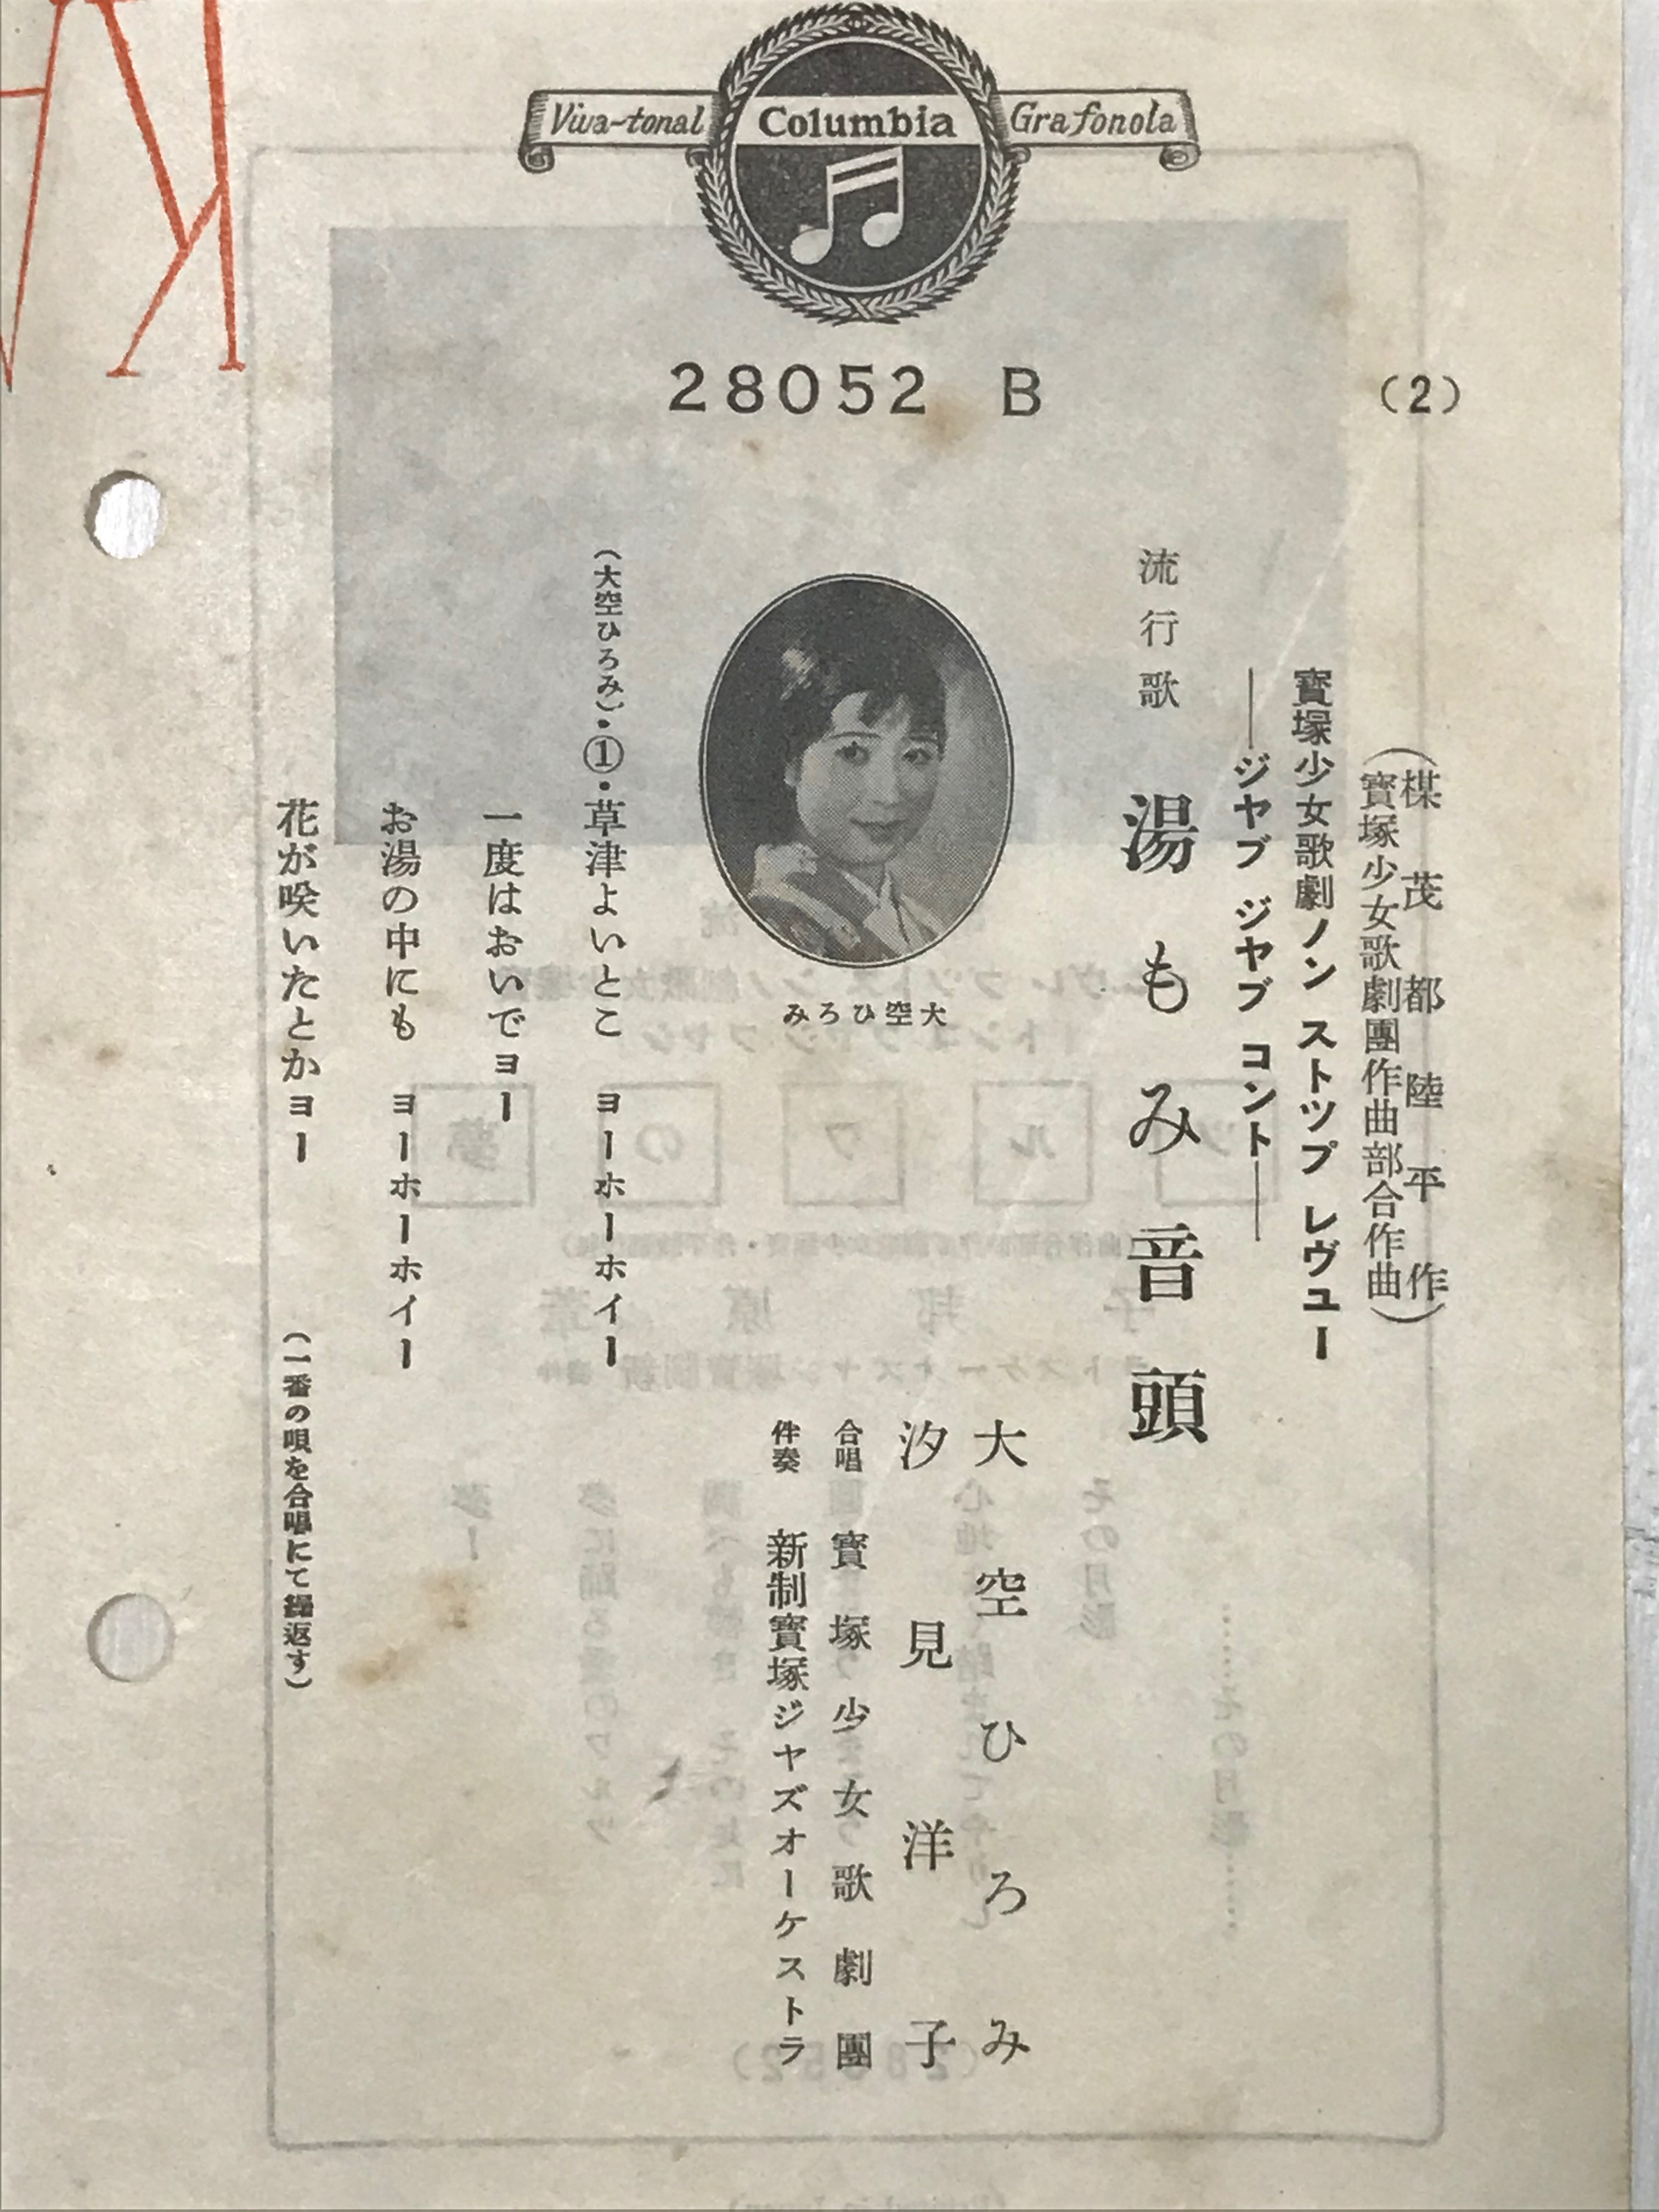 Viva-tonal Columbia Grafonola
28052 B
(2)
(楳茂都陸平作
寶塚少女歌劇團作曲部合作曲)
寶塚少女歌劇ノン ストツプ レヴユー
――ジヤブ ジヤブ コント――
流行歌 湯もみ音頭
大空ひろみ
汐見洋子
合唱 寶塚少女歌劇團
伴奏 新制寶塚ジヤズオーケストラ
大空ひろみ
(大空ひろみ)・①・草津よいとこ ヨーホーホイー
一度はおいでヨー
お湯の中にも ヨーホーホイー
花が咲いたとかヨー (一番の唄を合唱にて繰返す)